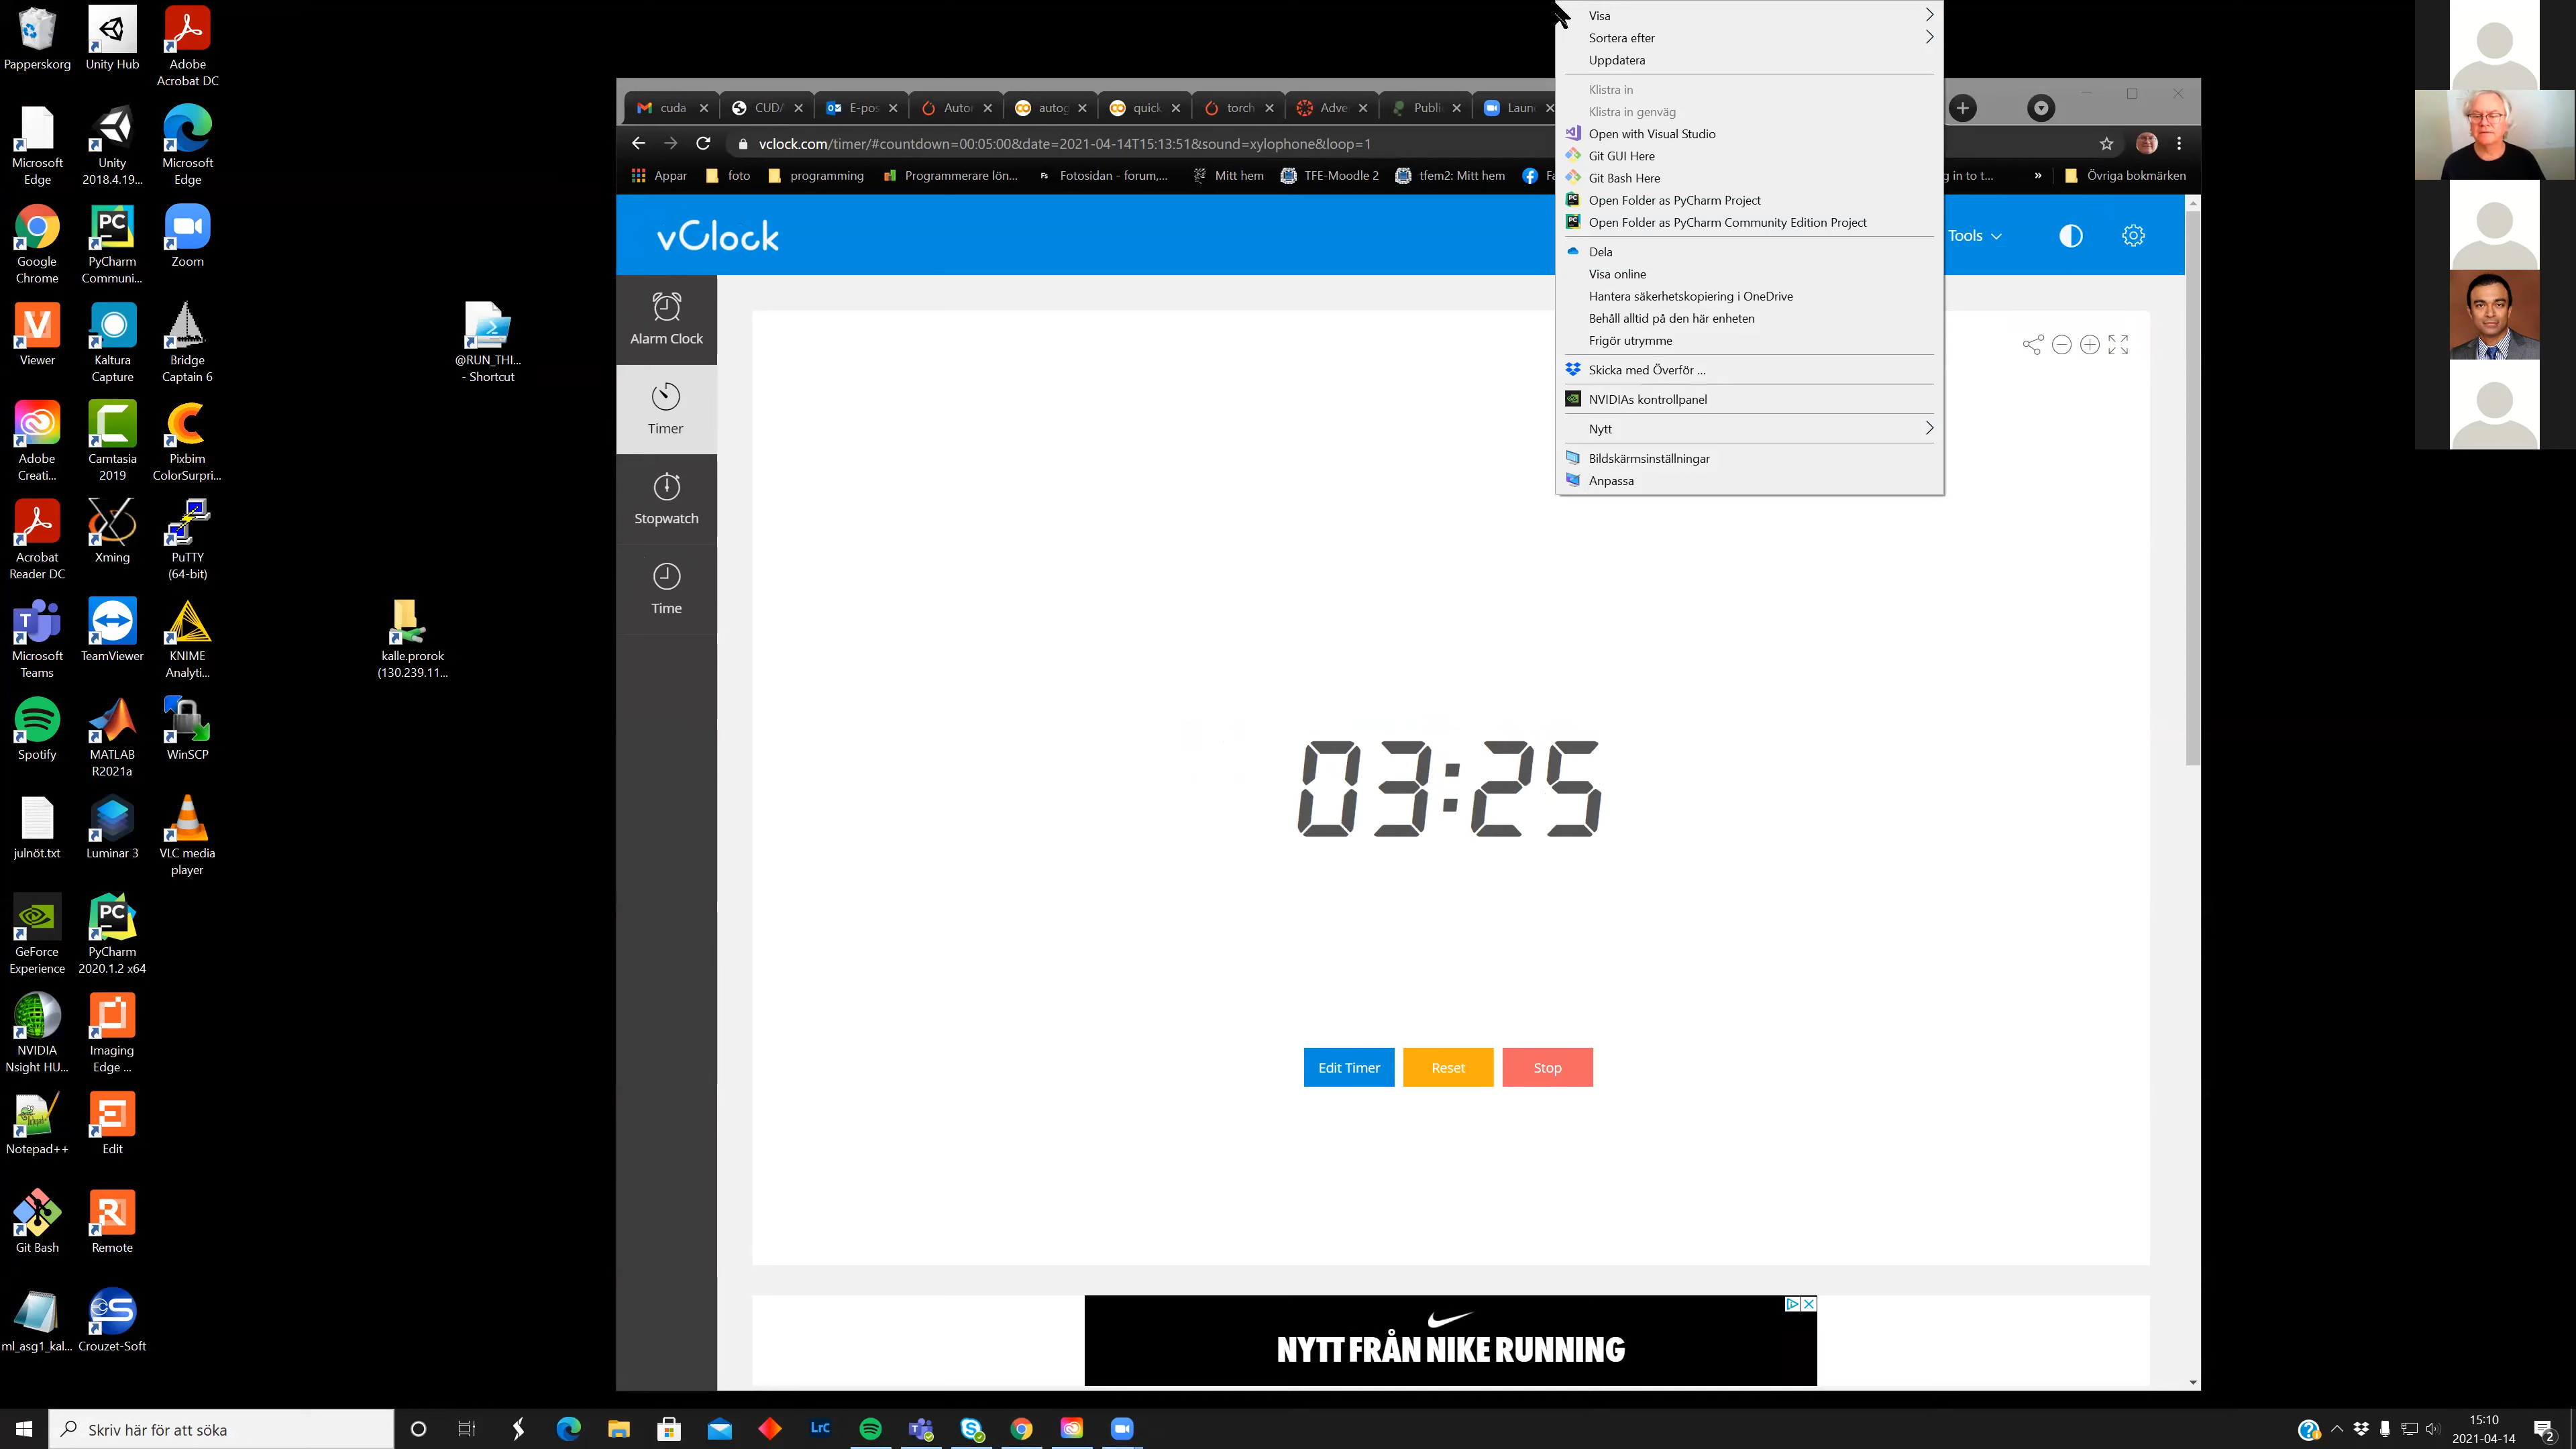 Papperskorg
Unity Hub
Adobe
Acrobat DC
Microsoft
Edge
Unity
2018.4.19...
Microsoft
Edge
Google
Chrome
PyCharm
Communi...
Zoom
Viewer
Kaltura
Capture
Bridge
Captain 6
Adobe
Creati...
Camtasia
2019
Pixbim
ColorSurpri...
Acrobat
Reader DC
Xming
PuTTY
(64-bit)
Microsoft
Teams
TeamViewer
KNIME
Analyti...
Spotify
MATLAB
R2021a
WinSCP
julnöt.txt
Luminar 3
VLC media
player
GeForce
Experience
PyCharm
2020.1.2 x64
NVIDIA
Nsight HU...
Imaging
Edge ...
Notepad++
Edit
Git Bash
Remote
ml_asg1_kal...
Crouzet-Soft
@RUN_THI...
- Shortcut
kalle.prorok
(130.239.11...
cuda
CUDA
E-pos
Autor
autog
quick
torch
Adve
Publi
Laun
vclock.com/timer/#countdown=00:05:00&date=2021-04-14T15:13:51&sound=xylophone&loop=1
Appar
foto
programming
Programmerare lön...
Fotosidan - forum,...
Mitt hem
TFE-Moodle 2
tfem2: Mitt hem
Fa
g in to t...
»
Övriga bokmärken
vClock
Tools
Alarm Clock
Timer
Stopwatch
Time
Visa
Sortera efter
Uppdatera
Klistra in
Klistra in genväg
Open with Visual Studio
Git GUI Here
Git Bash Here
Open Folder as PyCharm Project
Open Folder as PyCharm Community Edition Project
Dela
Visa online
Hantera säkerhetskopiering i OneDrive
Behåll alltid på den här enheten
Frigör utrymme
Skicka med Överför ...
NVIDIAs kontrollpanel
Nytt
Bildskärmsinställningar
Anpassa
03:25
Edit Timer
Reset
Stop
NYTT FRÅN NIKE RUNNING
Skriv här för att söka
LrC
15:10
2021-04-14
2